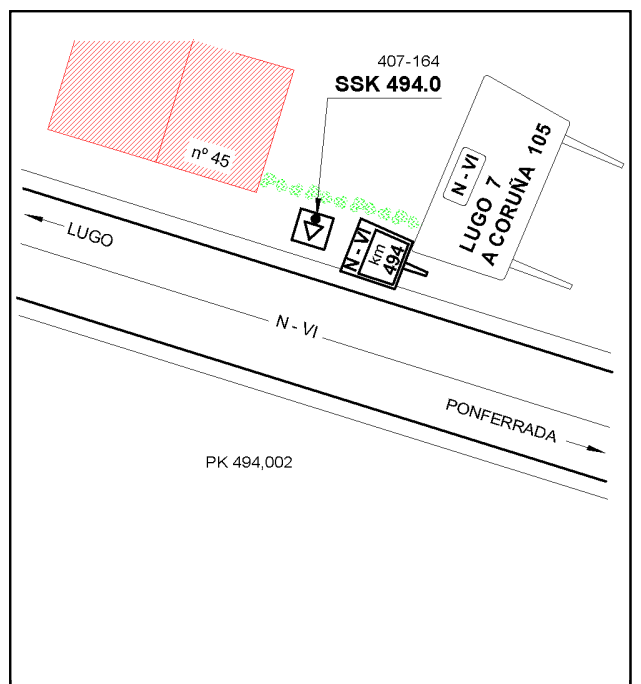 407-164
SSK 494.0
nº 45
N - VI
LUGO 7
A CORUÑA 105
N - VI
km
494
LUGO
N - VI
PONFERRADA
PK 494,002